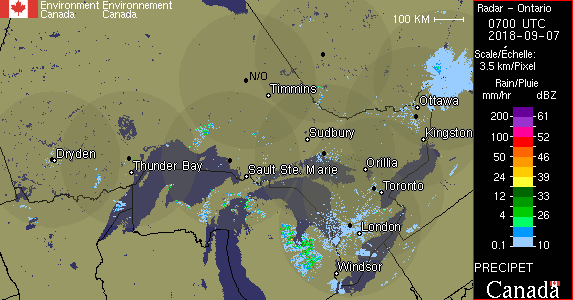 Environment Environnement
Canada Canada
100 KM
Radar - Ontario
0700 UTC
2018-09-07
Scale/Échelle:
3.5 km/Pixel
Rain/Pluie
mm/hr dBZ
200 61
100 52
50 46
24 39
12 33
4 26
0.1 10
PRECIPET
Canada
N/O
Timmins
Ottawa
Sudbury
Kingston
Dryden
Thunder Bay
Sault Ste. Marie
Orillia
Toronto
London
Windsor